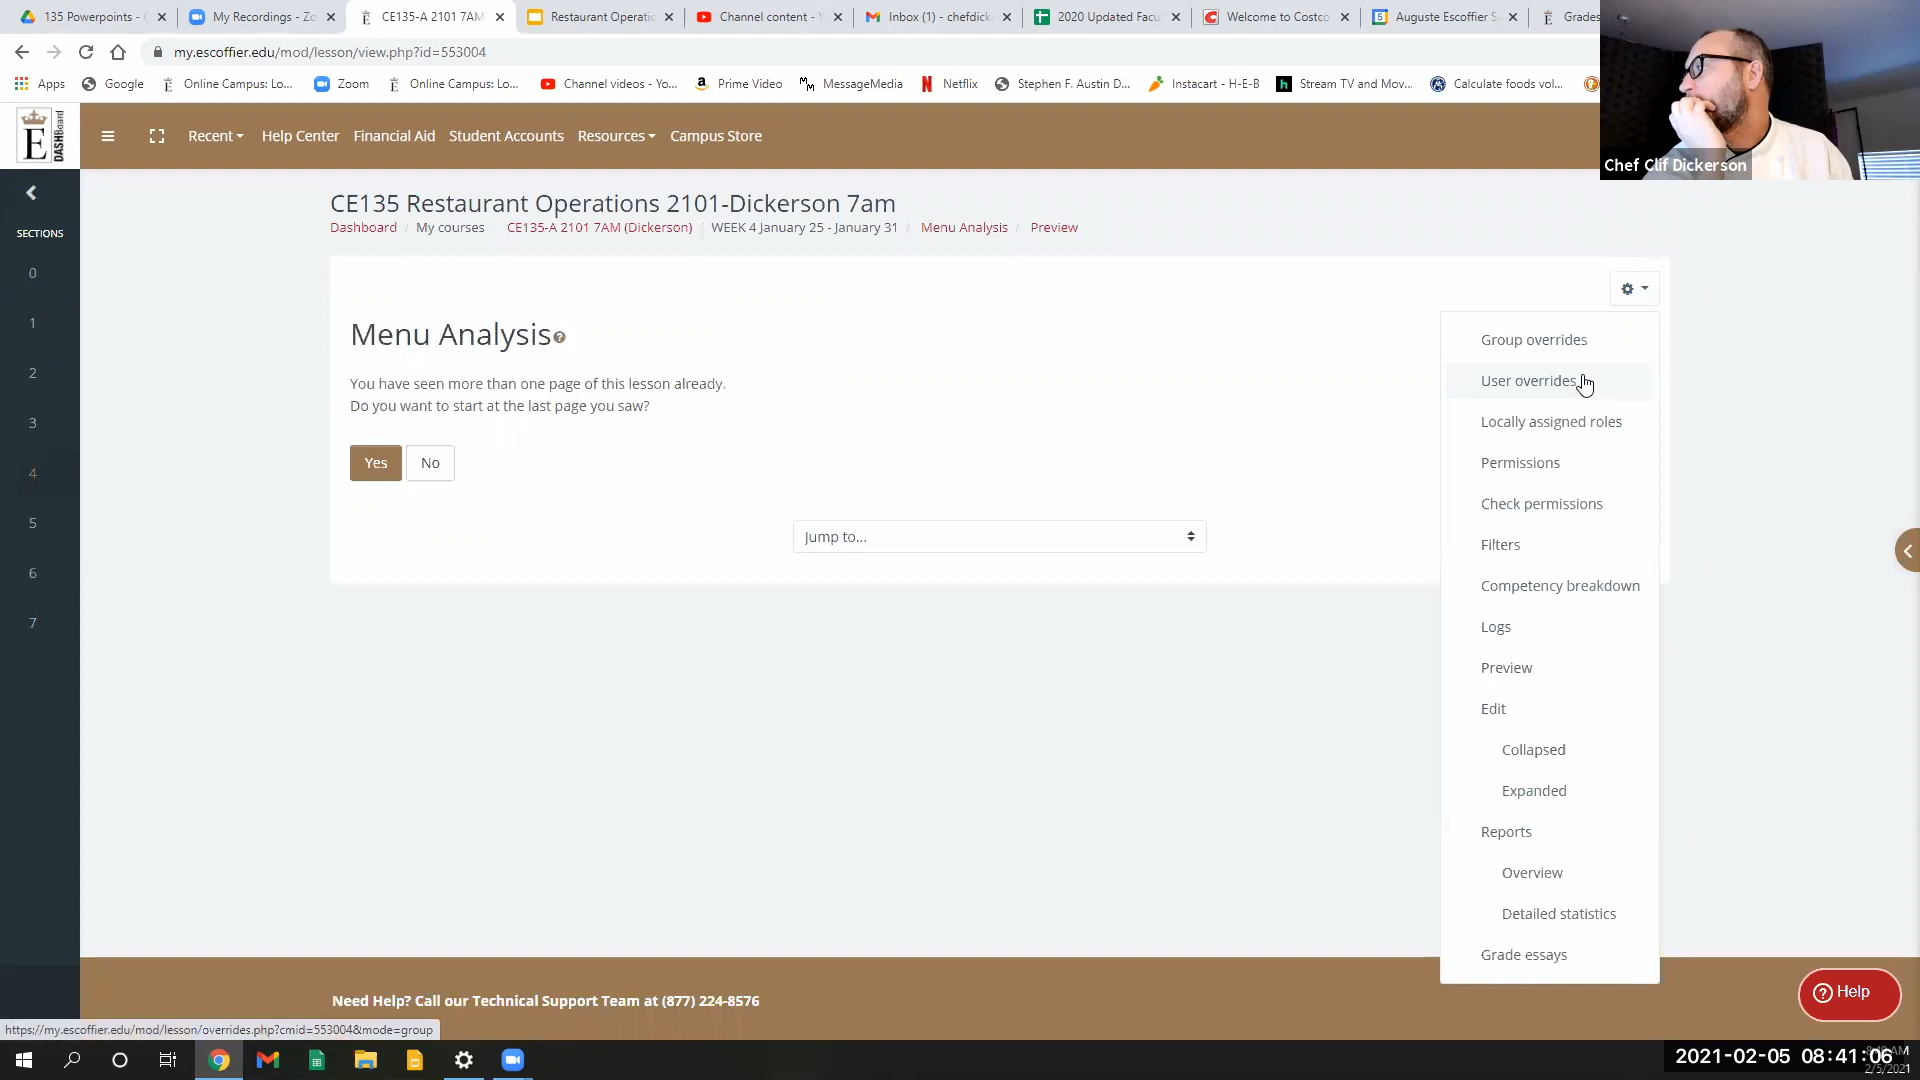 135 Powerpoints - G
My Recordings - Zo
CE135-A 2101 7AM
Restaurant Operatio
Channel content - Y
Inbox (1) - chefdick
2020 Updated Facul
Welcome to Costco
Auguste Escoffier S
Grades
my.escoffier.edu/mod/lesson/view.php?id=553004
Apps
Google
Online Campus: Lo...
Zoom
Online Campus: Lo...
Channel videos - Yo...
Prime Video
MessageMedia
Netflix
Stephen F. Austin D...
Instacart - H-E-B
Stream TV and Mov...
Calculate foods vol...
Chef Clif Dickerson
E DASHBoard
Recent
Help Center
Financial Aid
Student Accounts
Resources
Campus Store
SECTIONS
0
1
2
3
4
5
6
7
CE135 Restaurant Operations 2101-Dickerson 7am
Dashboard / My courses CE135-A 2101 7AM (Dickerson) WEEK 4 January 25 - January 31 / Menu Analysis / Preview
Menu Analysis
You have seen more than one page of this lesson already.
Do you want to start at the last page you saw?
Yes
No
Jump to...
Group overrides
User overrides
Locally assigned roles
Permissions
Check permissions
Filters
Competency breakdown
Logs
Preview
Edit
Collapsed
Expanded
Reports
Overview
Detailed statistics
Grade essays
Need Help? Call our Technical Support Team at (877) 224-8576
Help
https://my.escoffier.edu/mod/lesson/overrides.php?cmid=553004&mode=group
2021-02-05 08:41:06
2/5/2021